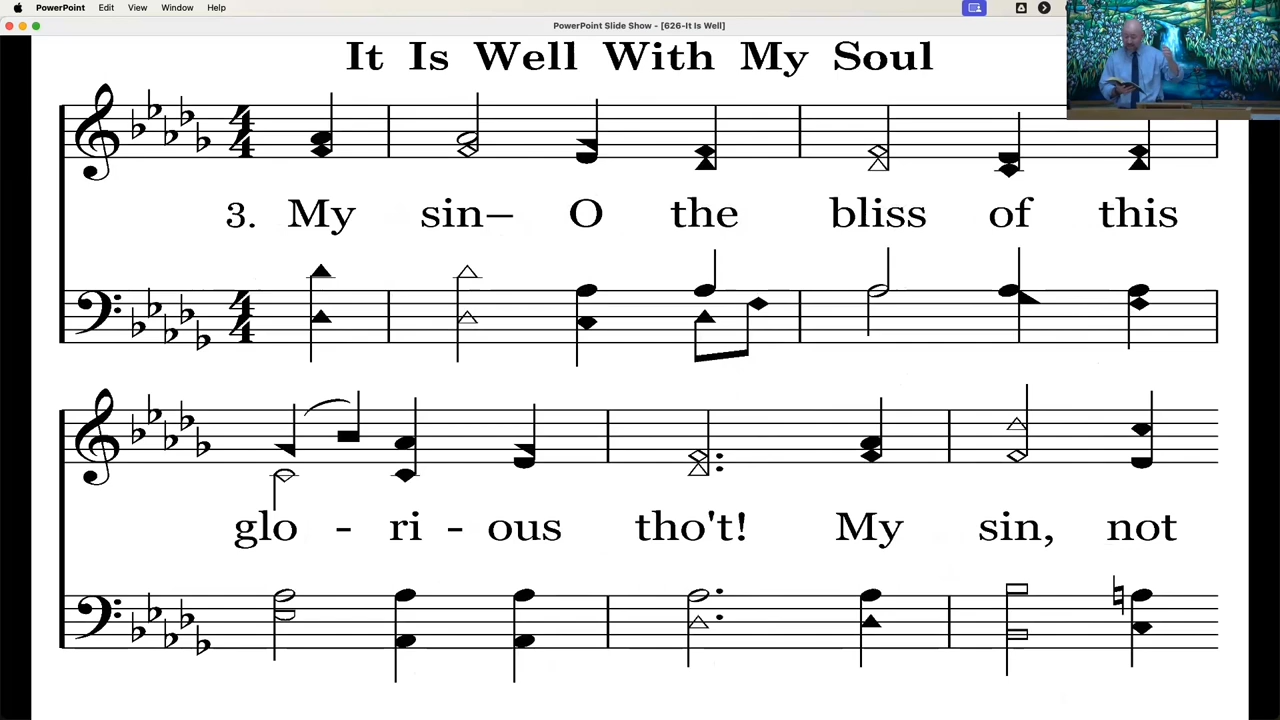 PowerPoint Edit View Window Help
PowerPoint Slide Show - [626-It Is Well]
It Is Well With My Soul
3. My sin– O the bliss of this
glo - ri - ous tho't! My sin, not